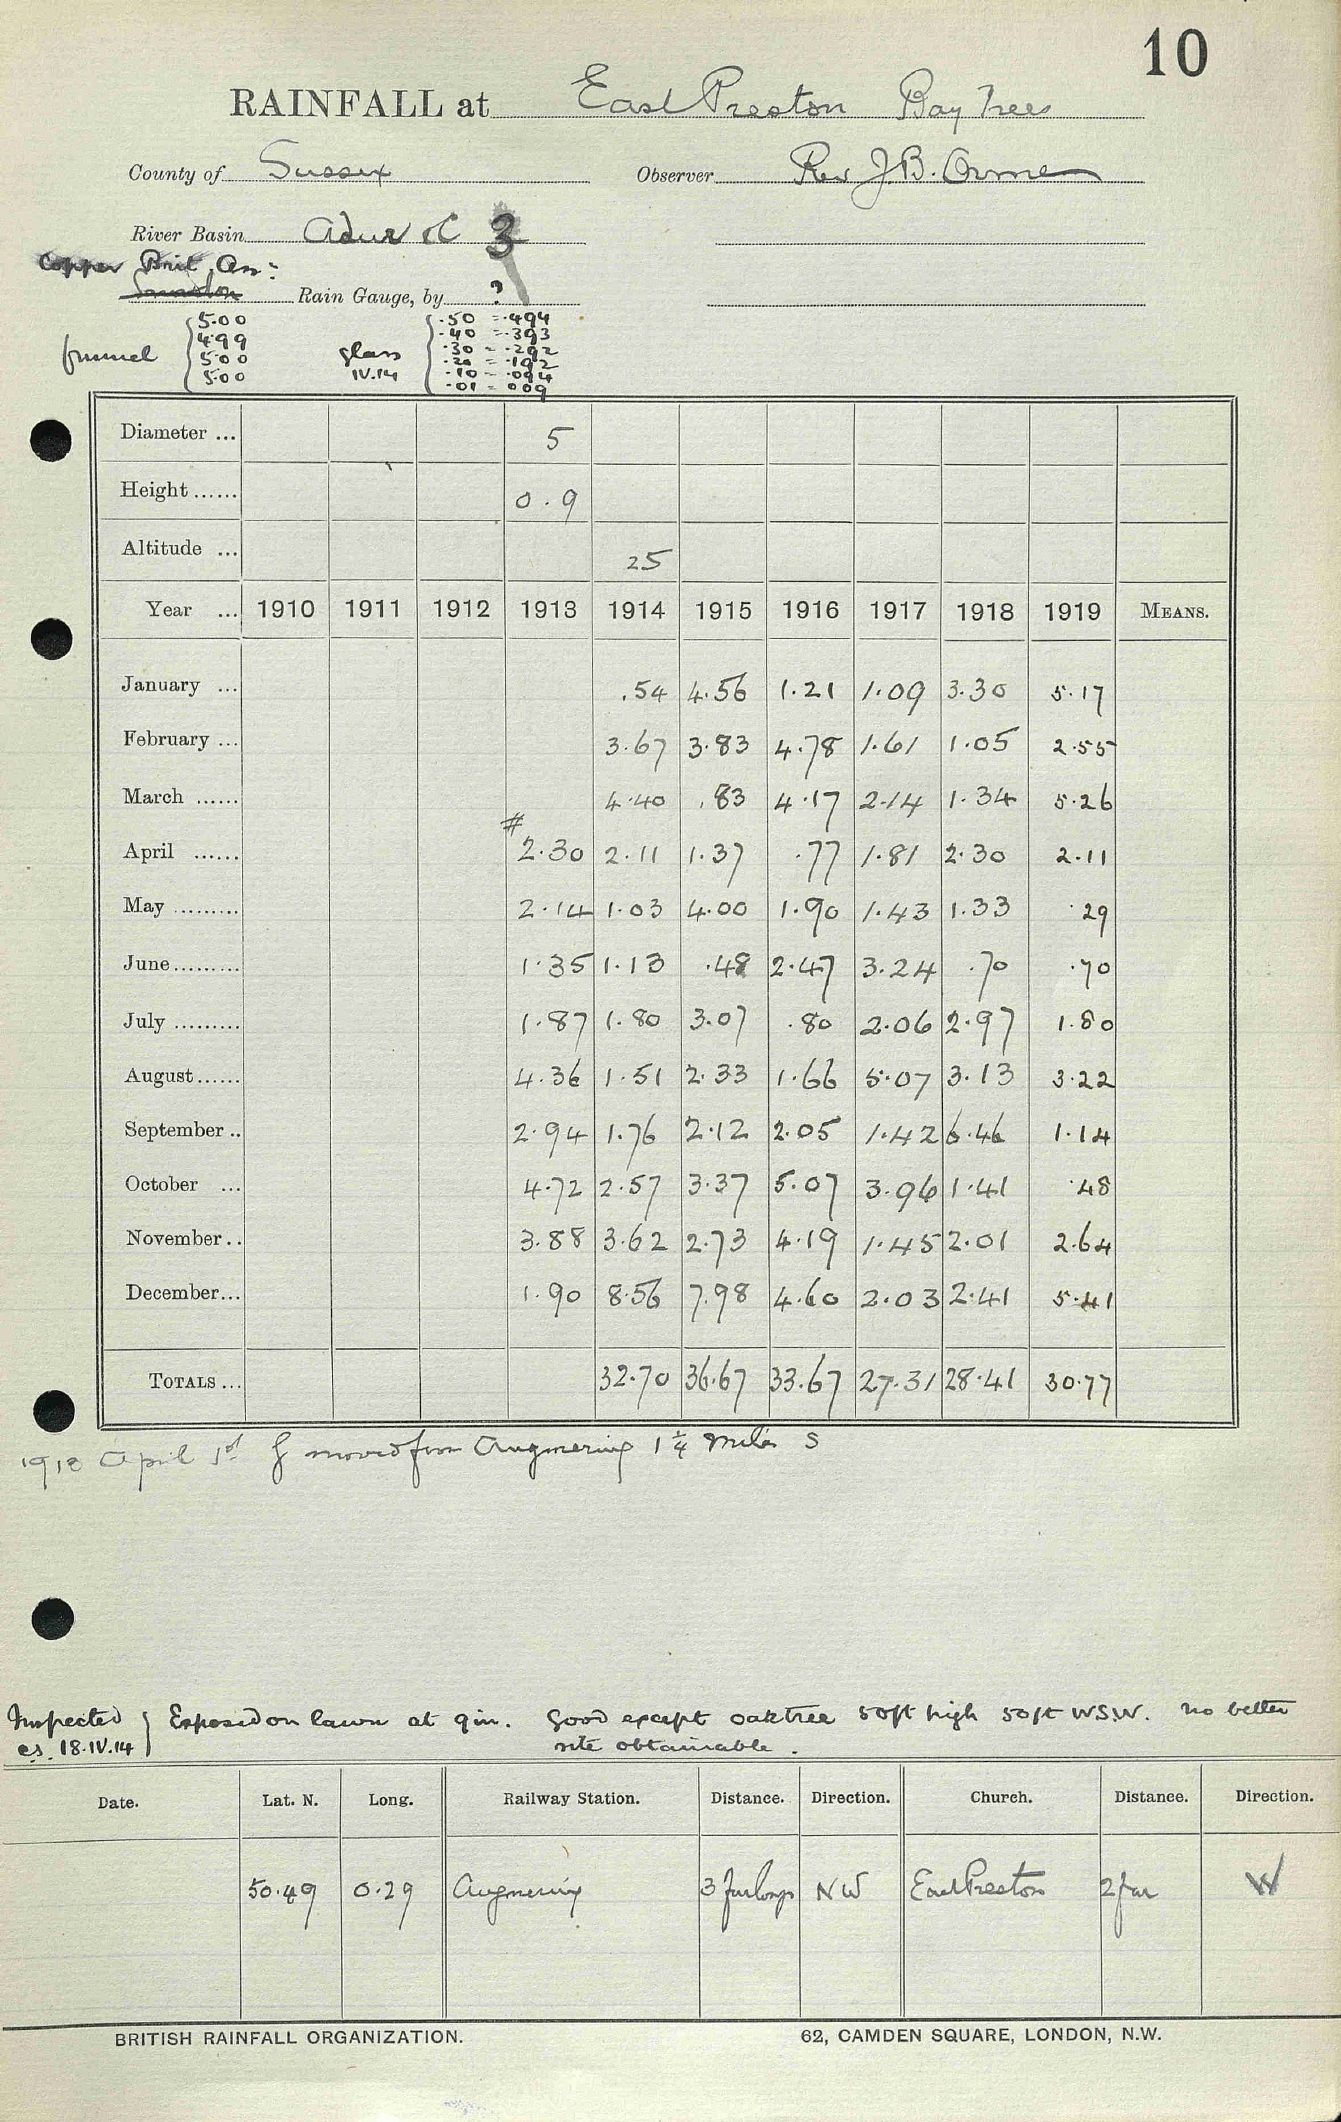 10
RAINFALL at East Preston Bay Trees
County of Sussex Observer Rev J.B. Orme
River Basin Adur &c 3
Copper Brit. Ass:
Snowdon Rain Gauge, by ?
funnel { 5.00 4.99 5.00 5.00 glass IV.14 { .50 = .494
.40 = .393
.30 = .292
.20 = .192
.10 = .094
.01 = 009
Diameter ... 5
Height ...... 0.9
Altitude ... 25
Year ... 1910 1911 1912 1913 1914 1915 1916 1917 1918 1919 MEANS.
January ... .54 4.56 1.21 1.09 3.30 5.17
February ... 3.67 3.83 4.78 1.61 1.05 2.55
March ...... 4.40 .83 4.17 2.14 1.34 5.26
#
April ...... 2.30 2.11 1.37 .77 1.81 2.30 2.11
May ......... 2.14 1.03 4.00 1.90 1.43 1.33 .29
June ......... 1.35 1.13 .48 2.47 3.24 .70 .70
July ......... 1.87 1.80 3.07 .80 2.06 2.97 1.80
August ...... 4.36 1.51 2.33 1.66 5.07 3.13 3.22
September .. 2.94 1.76 2.12 2.05 1.42 6.46 1.14
October ... 4.72 2.57 3.37 5.07 3.96 1.41 .48
November .. 3.88 3.62 2.73 4.19 1.45 2.01 2.64
December ... 1.90 8.56 7.98 4.60 2.03 2.41 5.41
TOTALS ... 32.70 36.67 33.67 27.31 28.41 30.77
1913 April 1st g moved from Angmering 1 1/4 miles S
Inspected } Exposed on lawn at 9in. Good except oaktree 50ft high 50ft WSW. no better
cs. 18.IV.14 site obtainable.
Date. Lat. N. Long. Railway Station. Distance. Direction. Church. Distance. Direction.
50.49 0.29 Angmering 3 furlongs NW East Preston 2 fur W
BRITISH RAINFALL ORGANIZATION. 62, CAMDEN SQUARE, LONDON, N.W.